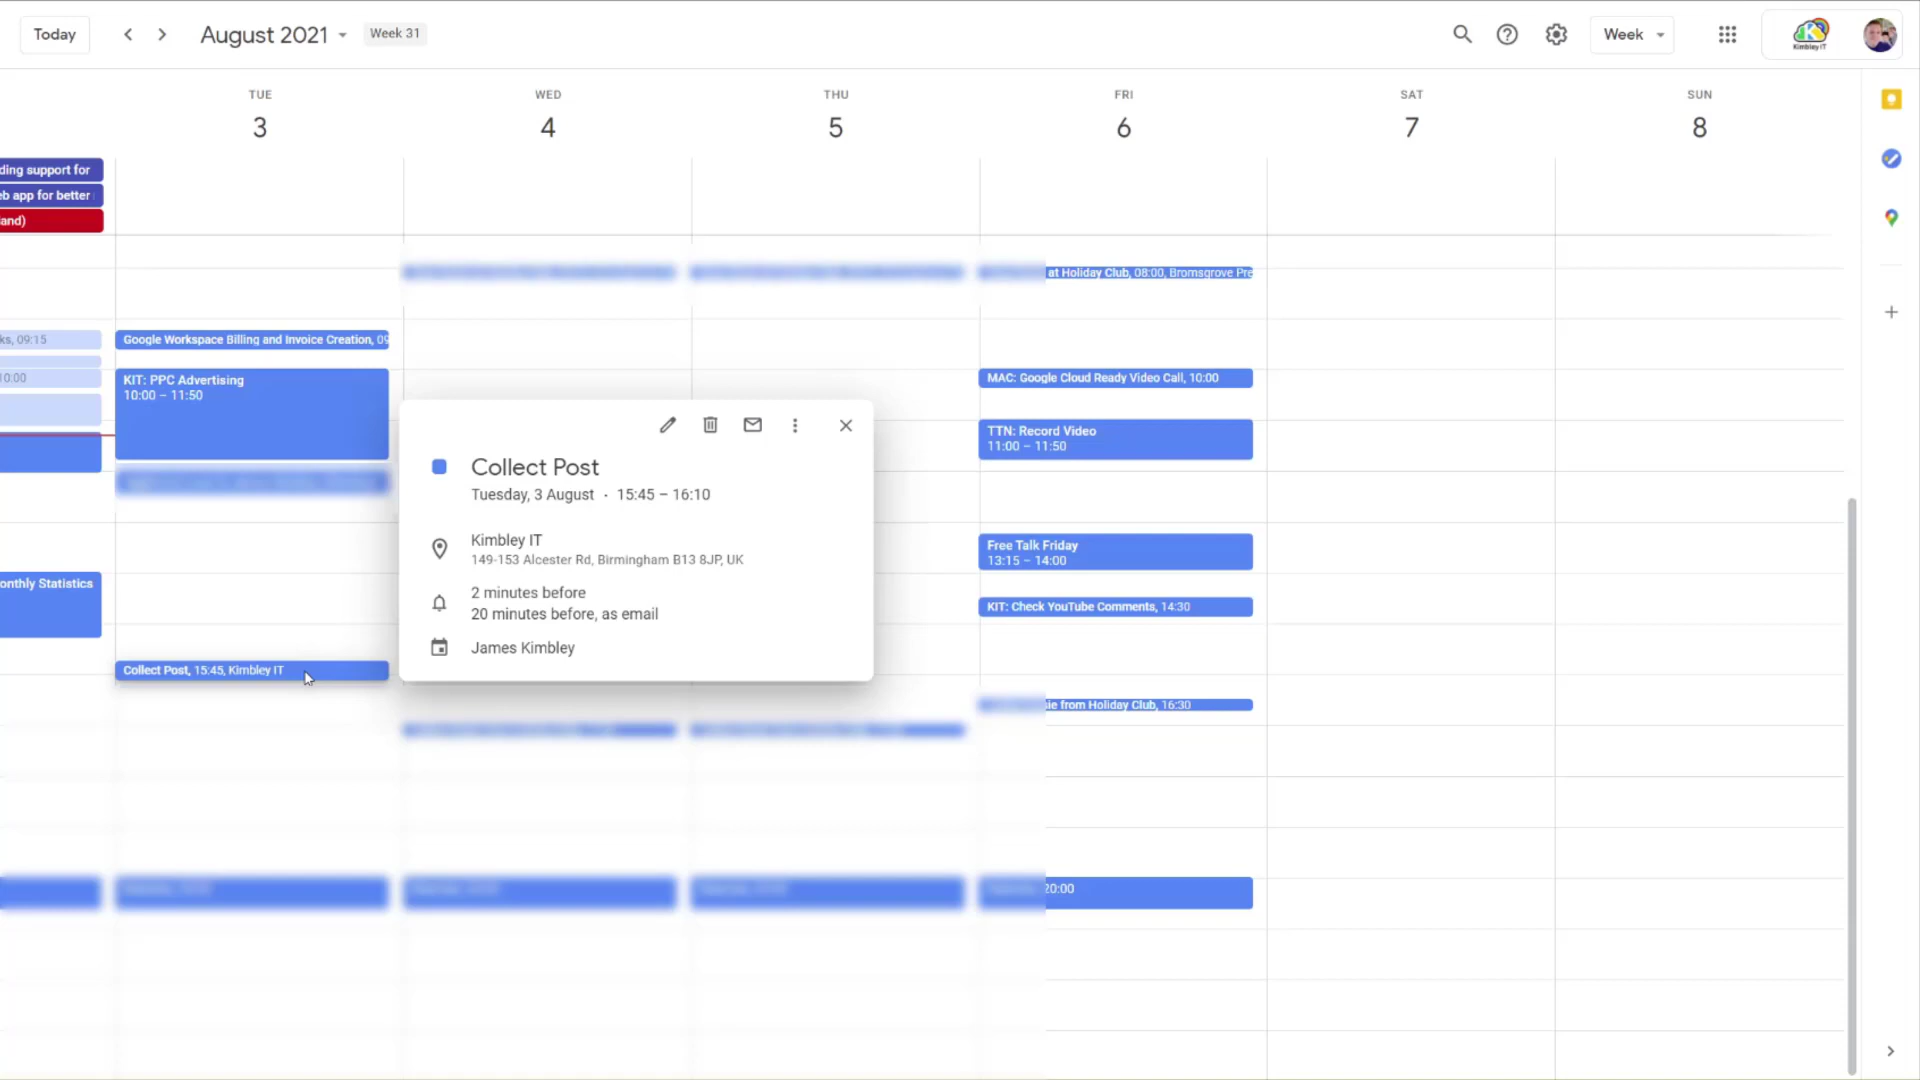 Today
August 2021
Week 31
Week
Kimbley IT
TUE
3
WED
4
THU
5
FRI
6
SAT
7
SUN
8
ding support for
eb app for better
and)
at Holiday Club, 08:00, Bromsgrove Pre
ks, 09:15
Google Workspace Billing and Invoice Creation, 09
10:00
KIT: PPC Advertising
10:00 – 11:50
MAC: Google Cloud Ready Video Call, 10:00
TTN: Record Video
11:00 – 11:50
Collect Post
Tuesday, 3 August · 15:45 – 16:10
Kimbley IT
149-153 Alcester Rd, Birmingham B13 8JP, UK
2 minutes before
20 minutes before, as email
James Kimbley
Free Talk Friday
13:15 – 14:00
onthly Statistics
KIT: Check YouTube Comments, 14:30
Collect Post, 15:45, Kimbley IT
sie from Holiday Club, 16:30
20:00